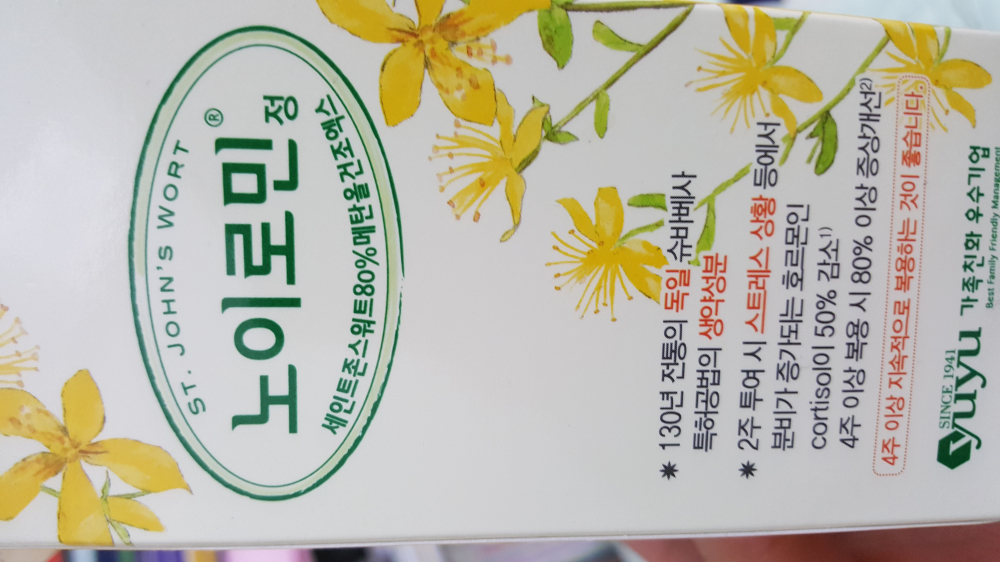 ST. JOHN'S WORT
노이로민® 정
세인트존스워트80%메탄올건조엑스
✷ 130년 전통의 독일 슈바베사
특허공법의 생약성분
✷ 2주 투여 시 스트레스 상황 등에서
분비가 증가되는 호르몬인
cortisol이 50% 감소1)
4주 이상 복용 시 80% 이상 증상개선2)
4주 이상 지속적으로 복용하는 것이 좋습니다.
SINCE 1941
yuyu 가족친화 우수기업
Best Family Friendly Management